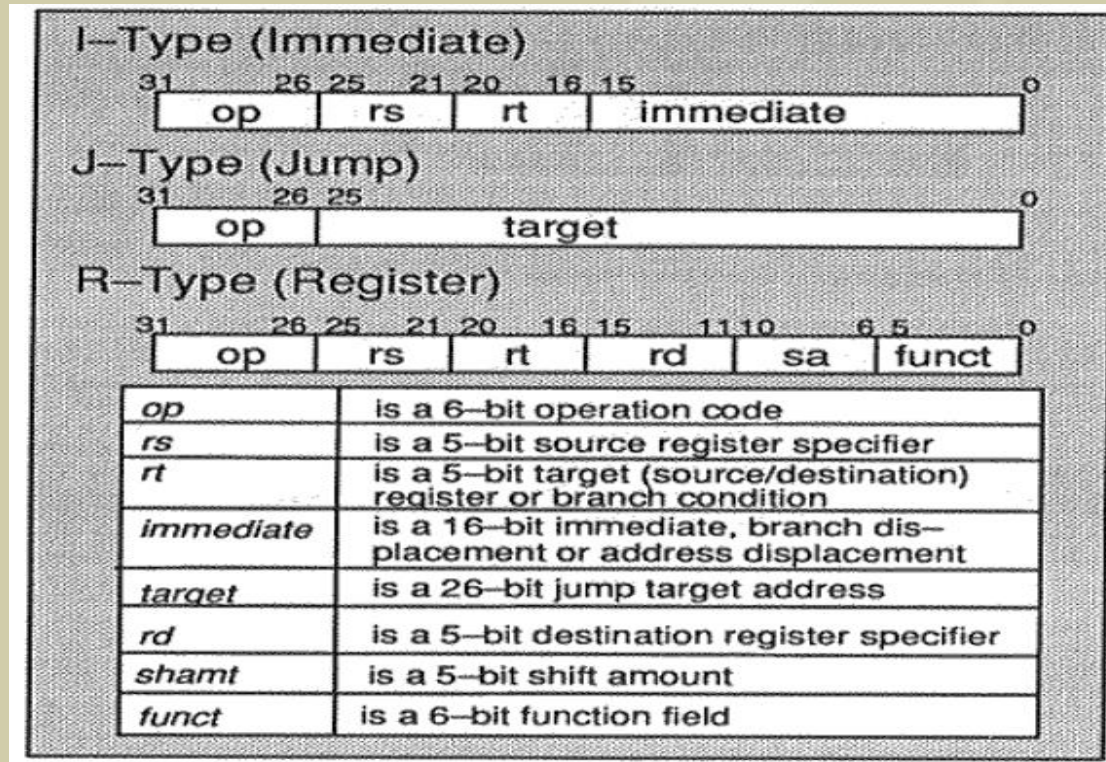 I–Type (Immediate)
31 26 25 21 20 16 15 0
op rs rt immediate
J–Type (Jump)
31 26 25 0
op target
R–Type (Register)
31 26 25 21 20 16 15 11 10 6 5 0
op rs rt rd sa funct
op is a 6–bit operation code
rs is a 5–bit source register specifier
rt is a 5–bit target (source/destination)
register or branch condition
immediate is a 16–bit immediate, branch dis–
placement or address displacement
target is a 26–bit jump target address
rd is a 5–bit destination register specifier
shamt is a 5–bit shift amount
funct is a 6–bit function field